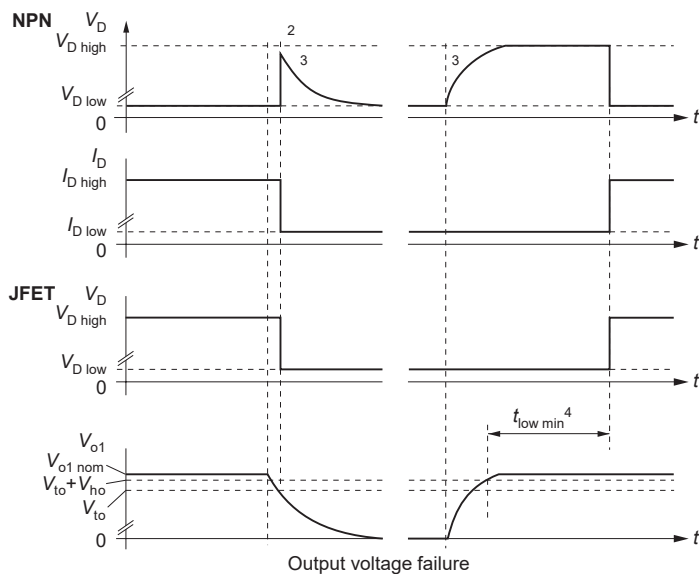 NPN
V_D
V_D high
2
3
3
V_D low
0
t
I_D
I_D high
I_D low
0
t
JFET
V_D
V_D high
V_D low
0
t
t_low min^4
V_o1
V_o1 nom
V_to + V_ho
V_to
0
t
Output voltage failure